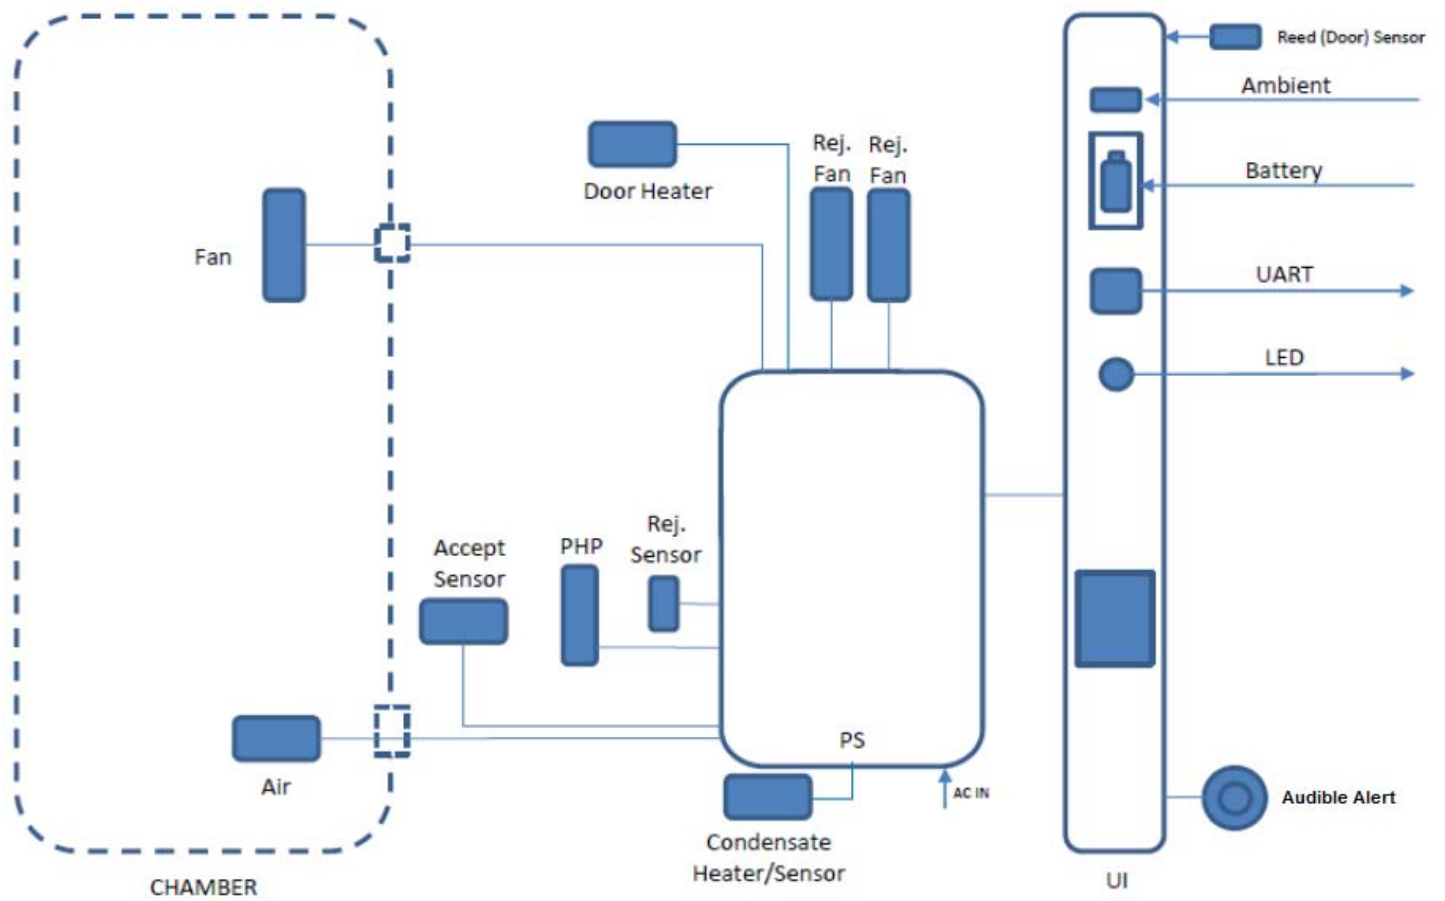 Reed (Door) Sensor
Ambient
Battery
UART
LED
Rej.
Fan
Rej.
Fan
Door Heater
Fan
Rej.
Sensor
PHP
Accept
Sensor
Air
PS
AC IN
Condensate
Heater/Sensor
Audible Alert
CHAMBER
UI